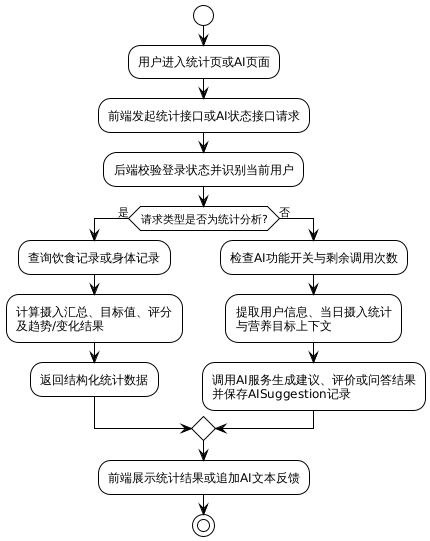 用户进入统计页或AI页面
前端发起统计接口或AI状态接口请求
后端校验登录状态并识别当前用户
是
请求类型是否为统计分析?
否
查询饮食记录或身体记录
检查AI功能开关与剩余调用次数
计算摄入汇总、目标值、评分
及趋势/变化结果
提取用户信息、当日摄入统计
与营养目标上下文
返回结构化统计数据
调用AI服务生成建议、评价或问答结果
并保存AISuggestion记录
前端展示统计结果或追加AI文本反馈